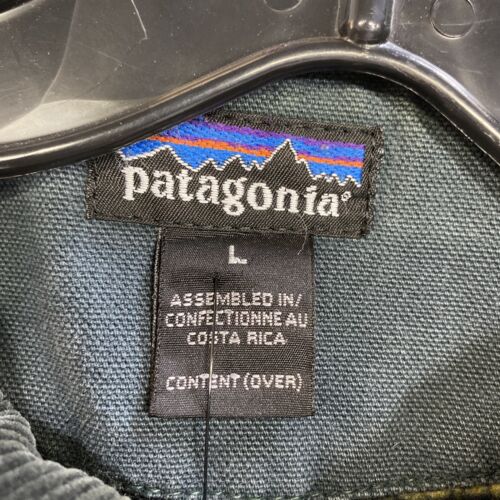 patagonia®
L
ASSEMBLED IN/
CONFECTIONNE AU
COSTA RICA
CONTENT (OVER)